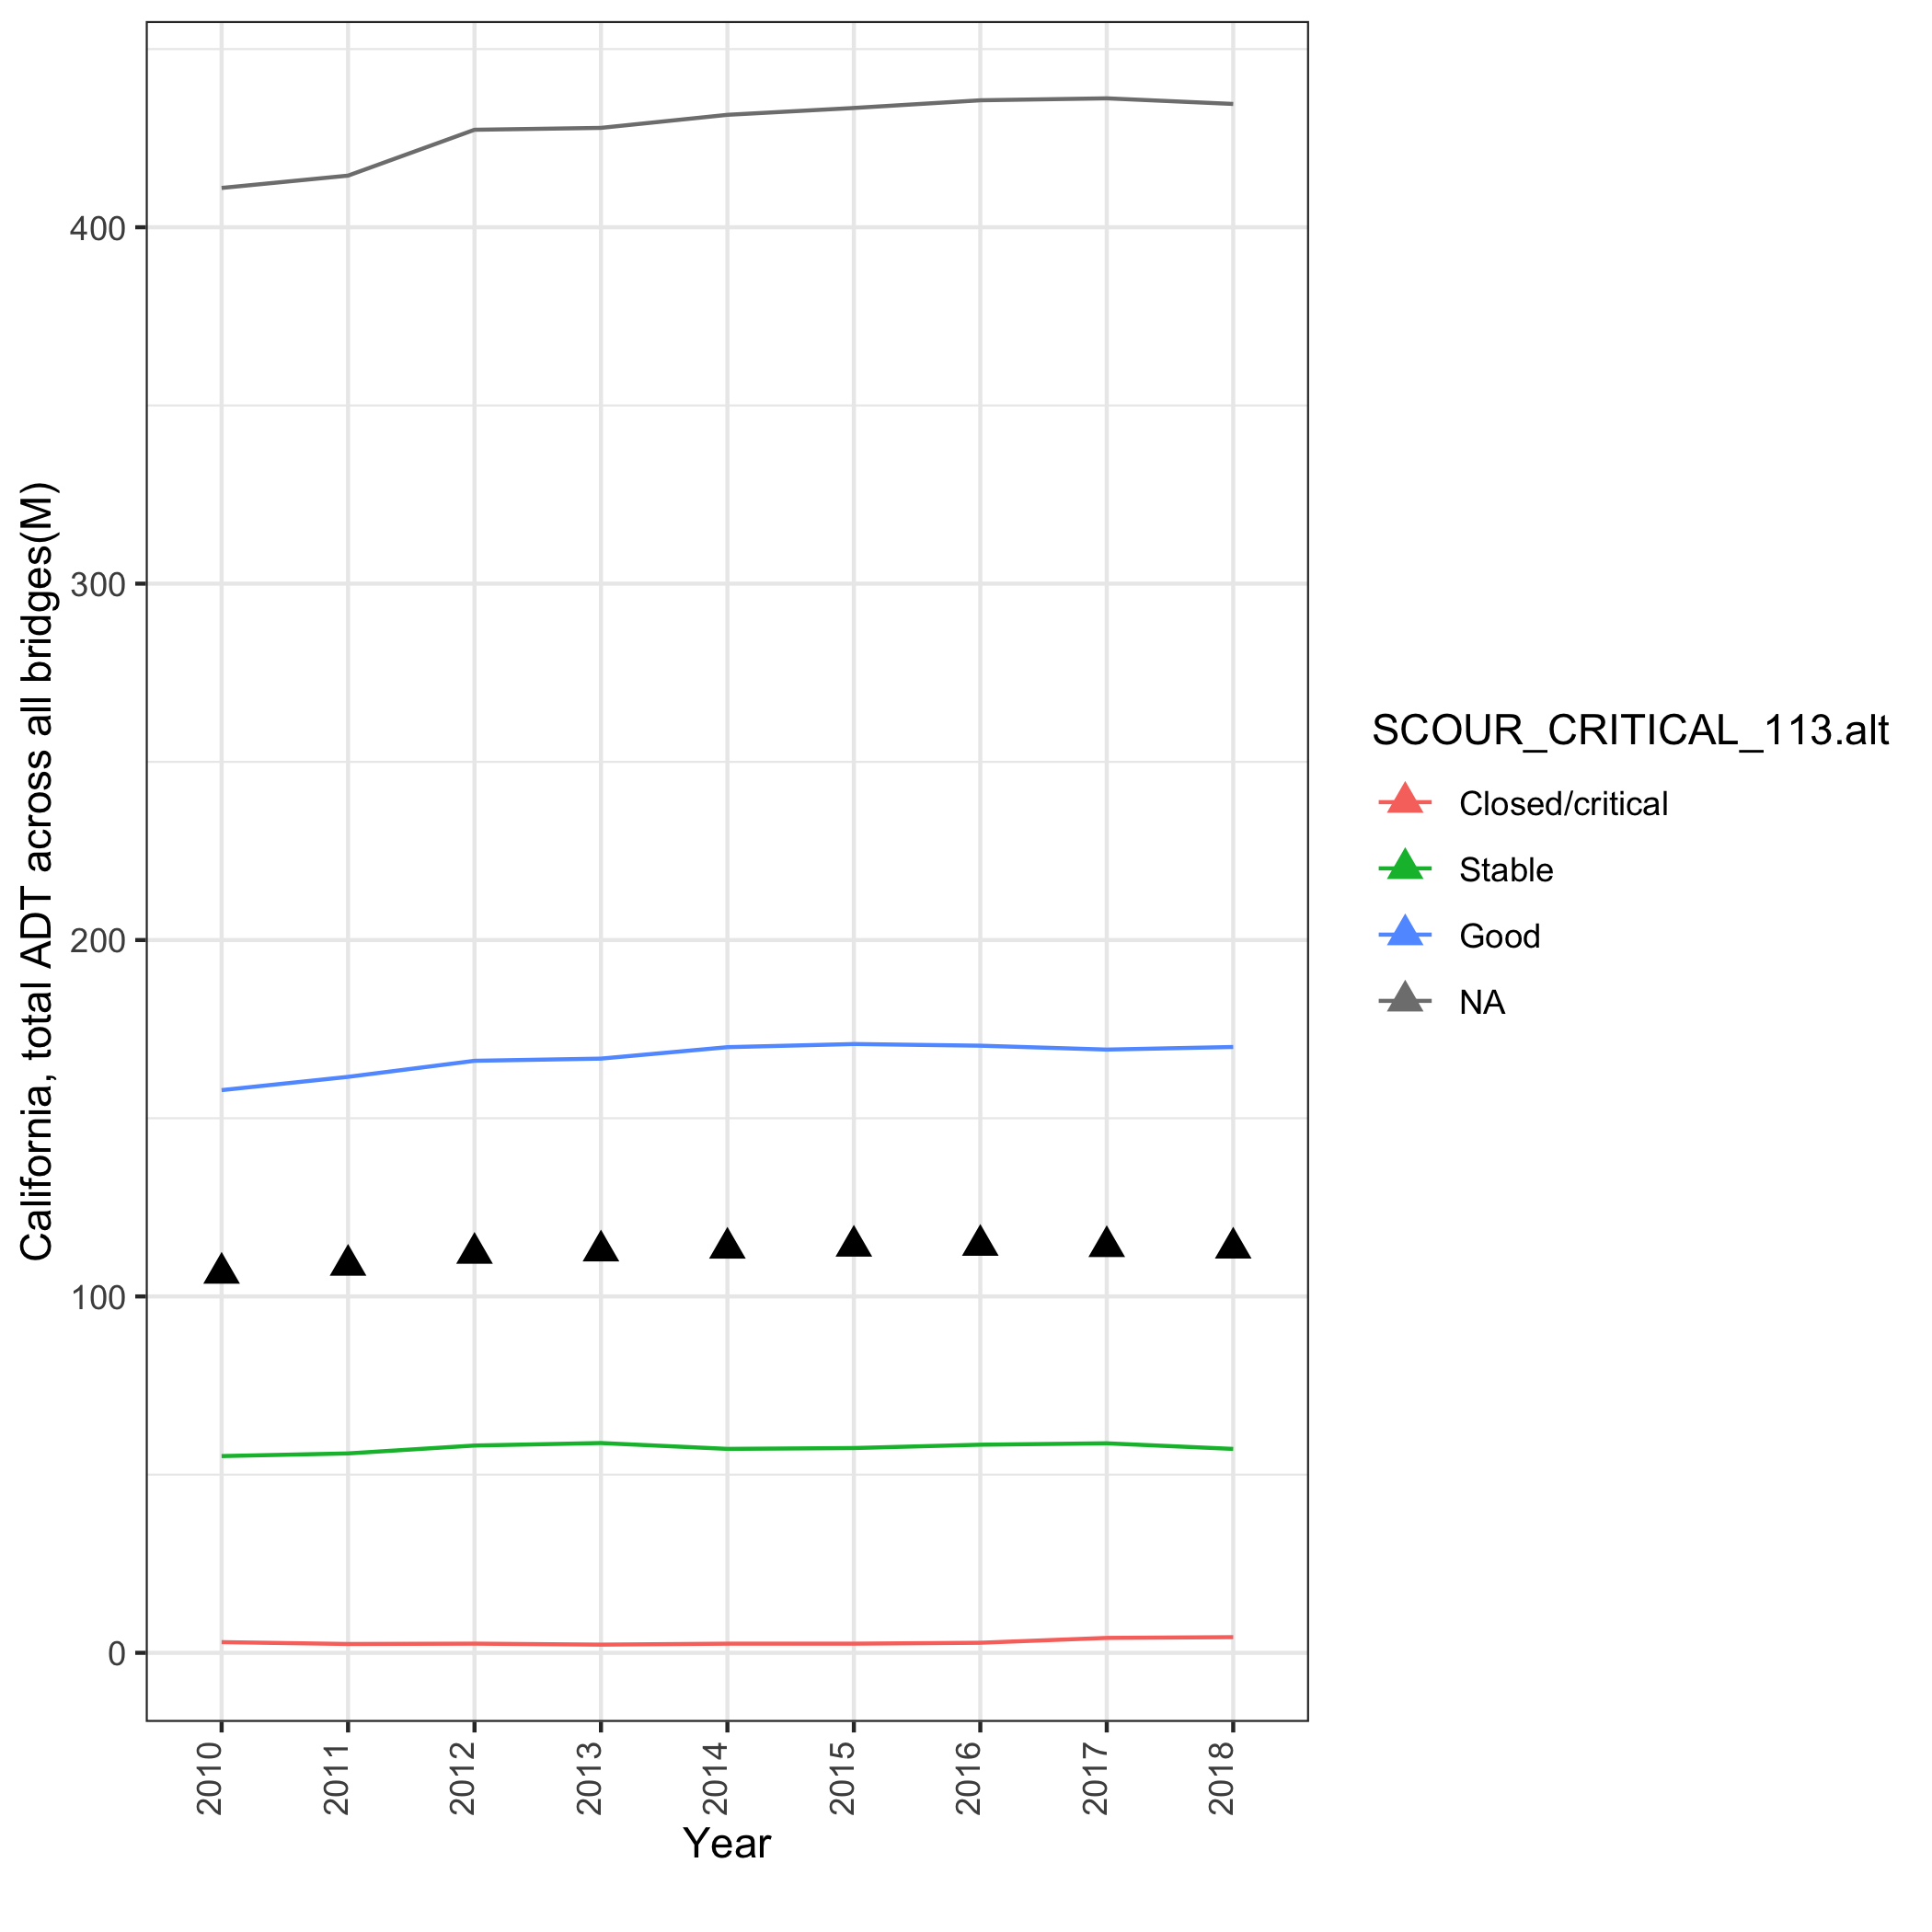 California, total ADT across all bridges(M)
400
300
200
100
0
2010
2011
2012
2013
2014
2015
2016
2017
2018
Year
SCOUR_CRITICAL_113.alt
Closed/critical
Stable
Good
NA